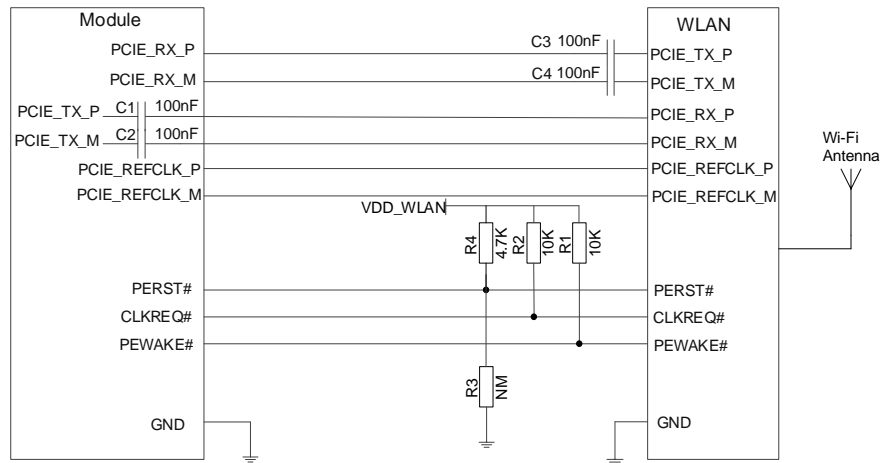 Module
WLAN
PCIE_RX_P
C3 100nF
PCIE_TX_P
PCIE_RX_M
C4 100nF
PCIE_TX_M
PCIE_TX_P
C1
100nF
PCIE_RX_P
PCIE_TX_M
C2
100nF
PCIE_RX_M
Wi-Fi
Antenna
PCIE_REFCLK_P
PCIE_REFCLK_P
PCIE_REFCLK_M
PCIE_REFCLK_M
VDD_WLAN
R4
4.7K
R2
10K
R1
10K
PERST#
PERST#
CLKREQ#
CLKREQ#
PEWAKE#
PEWAKE#
R3
NM
GND
GND